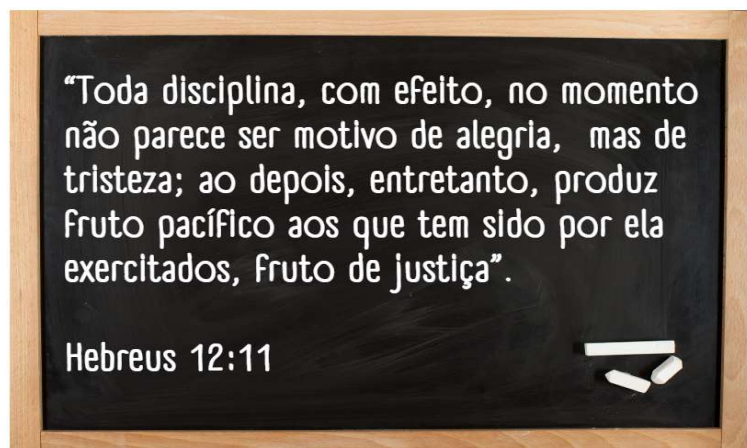 “Toda disciplina, com efeito, no momento
não parece ser motivo de alegria, mas de
tristeza; ao depois, entretanto, produz
fruto pacífico aos que tem sido por ela
exercitados, fruto de justiça”.
Hebreus 12:11